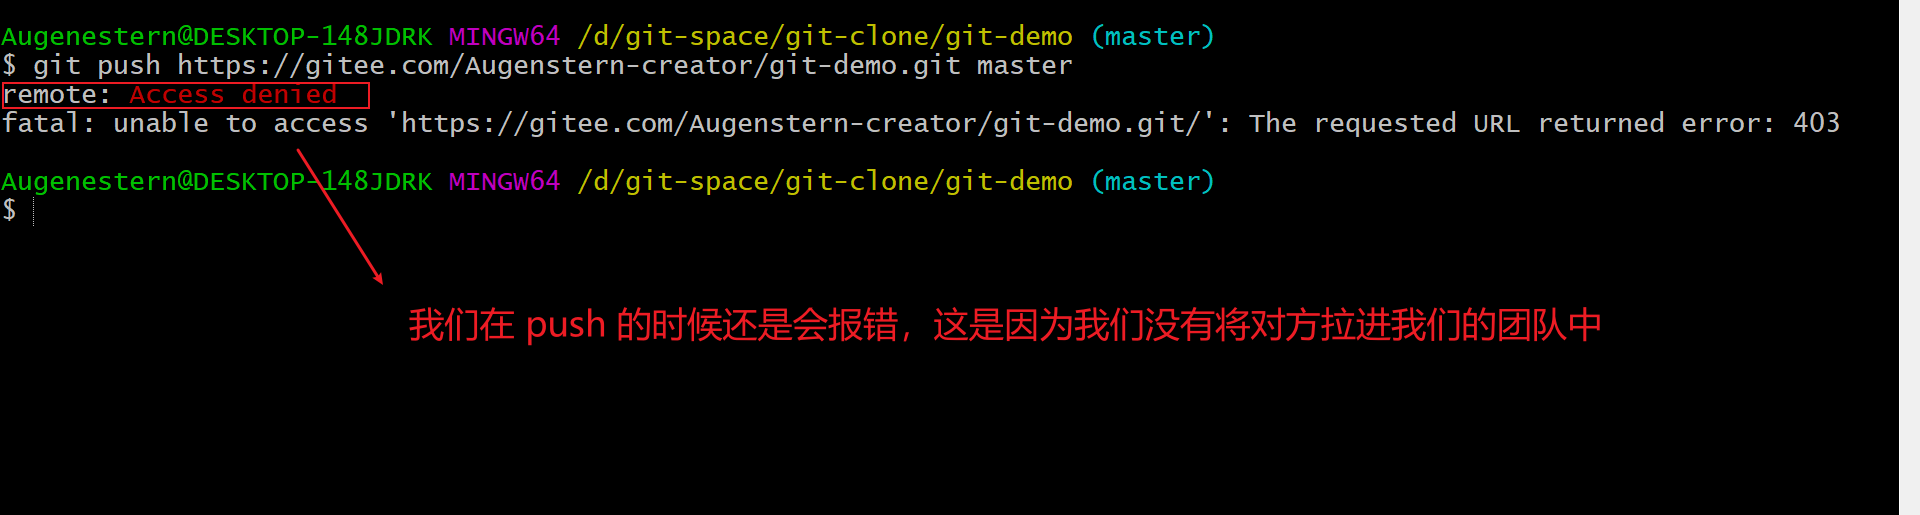 Augenestern@DESKTOP-148JDRK MINGW64 /d/git-space/git-clone/git-demo (master)
$ git push https://gitee.com/Augenstern-creator/git-demo.git master
remote: Access denied
fatal: unable to access 'https://gitee.com/Augenstern-creator/git-demo.git/': The requested URL returned error: 403
Augenestern@DESKTOP-148JDRK MINGW64 /d/git-space/git-clone/git-demo (master)
$
我们在 push 的时候还是会报错，这是因为我们没有将对方拉进我们的团队中